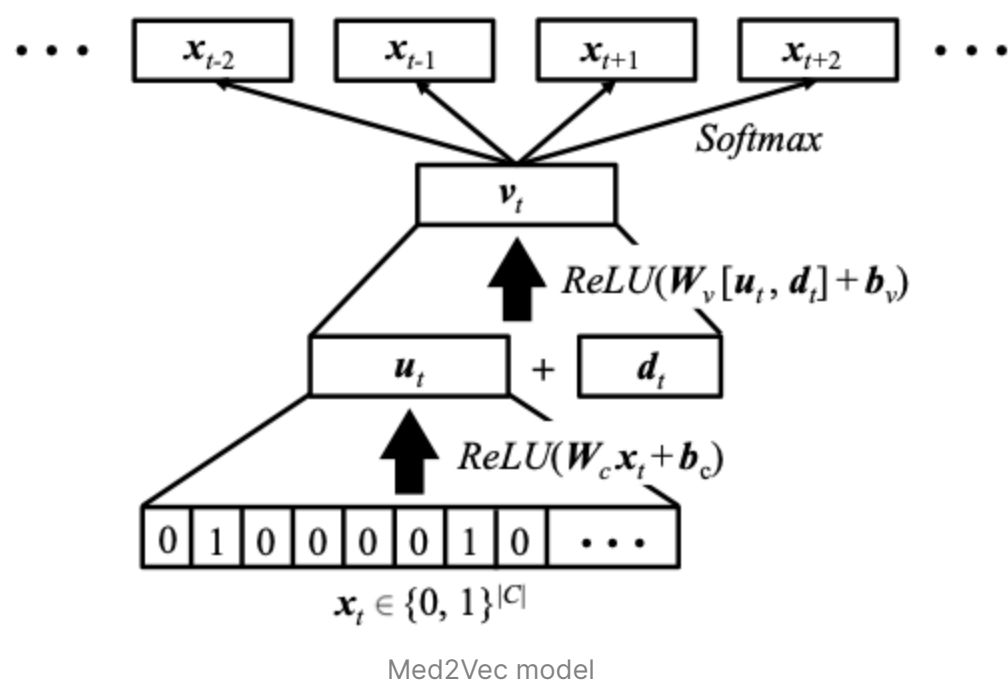 • • • x_{t-2} x_{t-1} x_{t+1} x_{t+2} • • •
Softmax
v_t
ReLU(W_v[u_t, d_t]+b_v)
u_t + d_t
ReLU(W_c x_t+b_c)
0 1 0 0 0 0 1 0 • • •
x_t ∈ {0, 1}^{|C|}
Med2Vec model